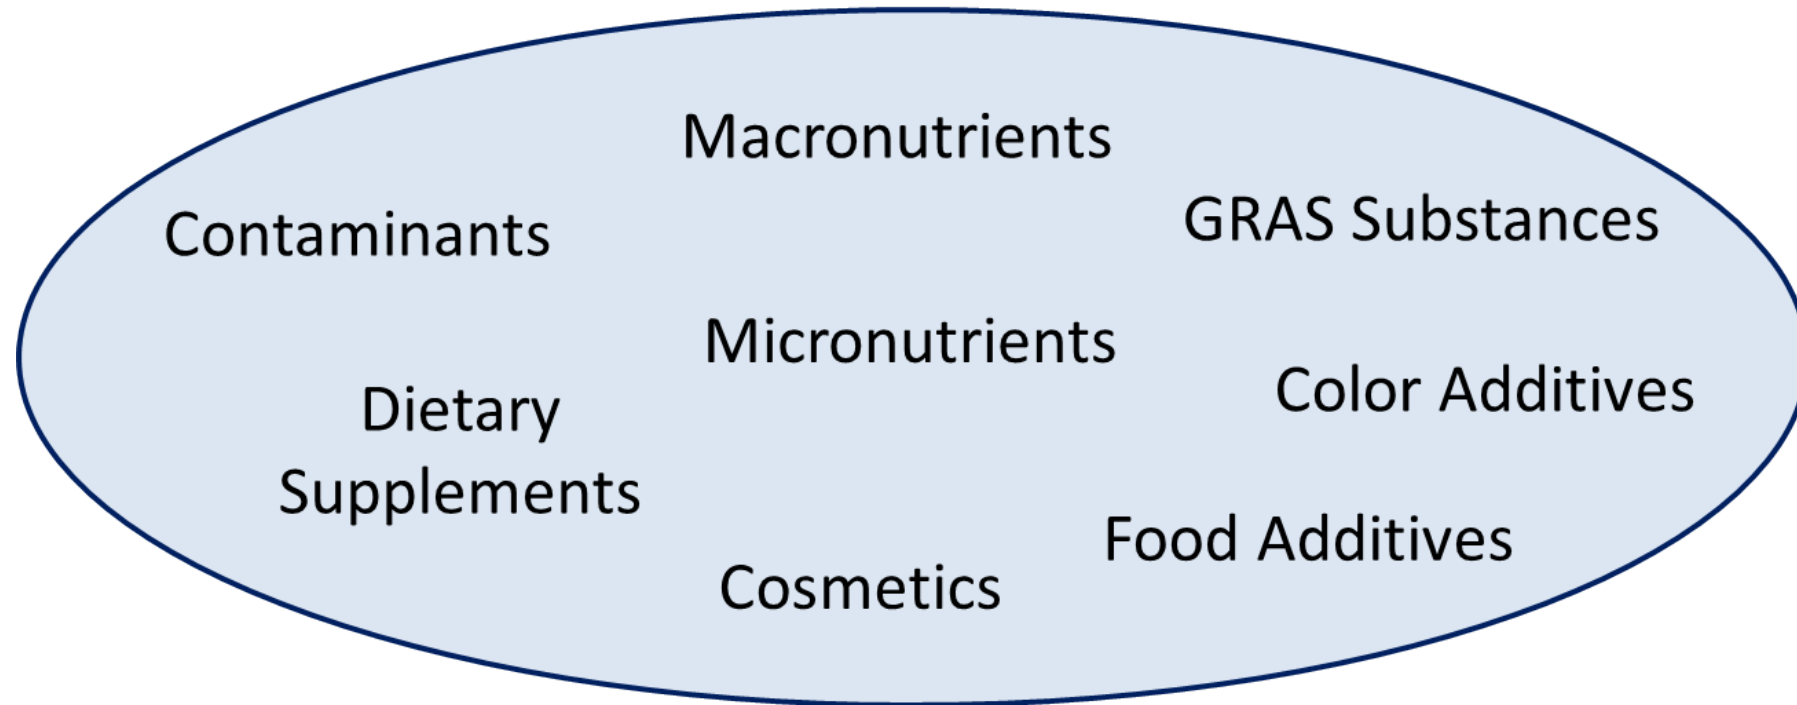 Macronutrients
GRAS Substances
Contaminants
Micronutrients
Color Additives
Dietary
Supplements
Food Additives
Cosmetics